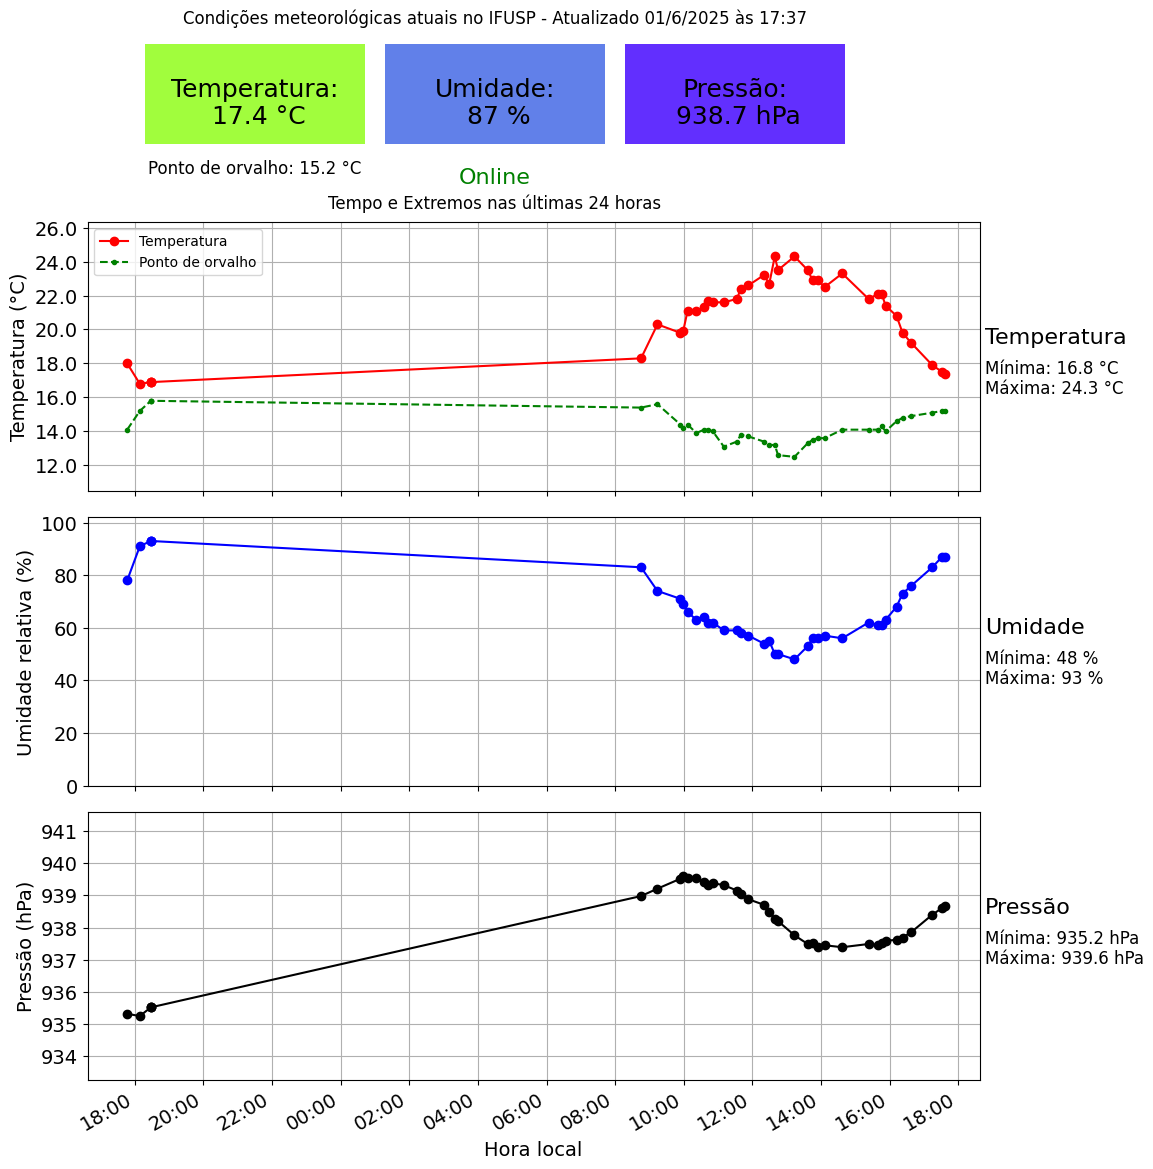 Condições meteorológicas atuais no IFUSP - Atualizado 01/6/2025 às 17:37
Temperatura:
17.4 °C
Umidade:
87 %
Pressão:
938.7 hPa
Ponto de orvalho: 15.2 °C
Online
Tempo e Extremos nas últimas 24 horas
Temperatura
Ponto de orvalho
Temperatura (°C)
26.0
24.0
22.0
20.0
18.0
16.0
14.0
12.0
Temperatura
Mínima: 16.8 °C
Máxima: 24.3 °C
Umidade relativa (%)
100
80
60
40
20
0
Umidade
Mínima: 48 %
Máxima: 93 %
Pressão (hPa)
941
940
939
938
937
936
935
934
Pressão
Mínima: 935.2 hPa
Máxima: 939.6 hPa
18:00 20:00 22:00 00:00 02:00 04:00 06:00 08:00 10:00 12:00 14:00 16:00 18:00
Hora local